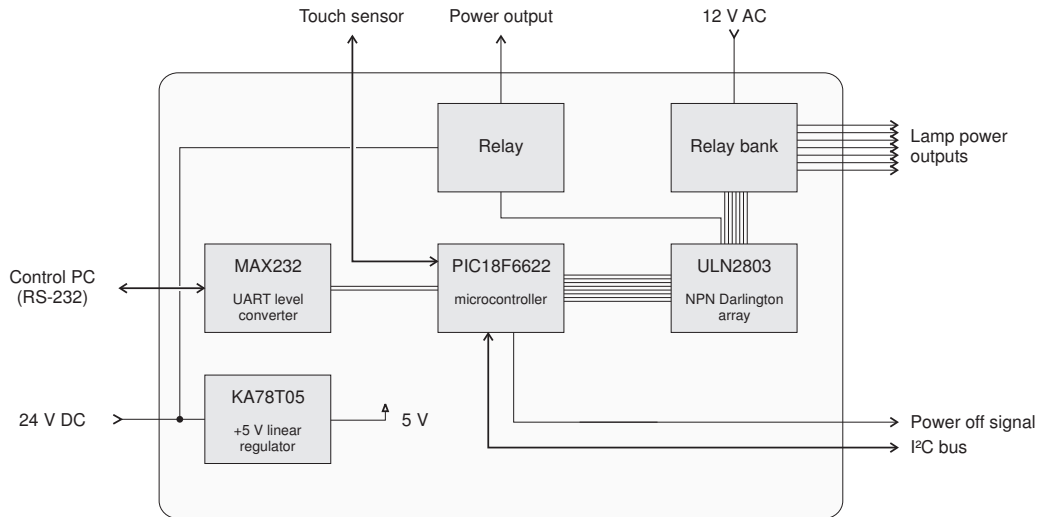 Touch sensor
Power output
12 V AC
Relay
Relay bank
Lamp power
outputs
Control PC
(RS-232)
MAX232
UART level
converter
PIC18F6622
microcontroller
ULN2803
NPN Darlington
array
24 V DC
KA78T05
+5 V linear
regulator
5 V
Power off signal
I²C bus